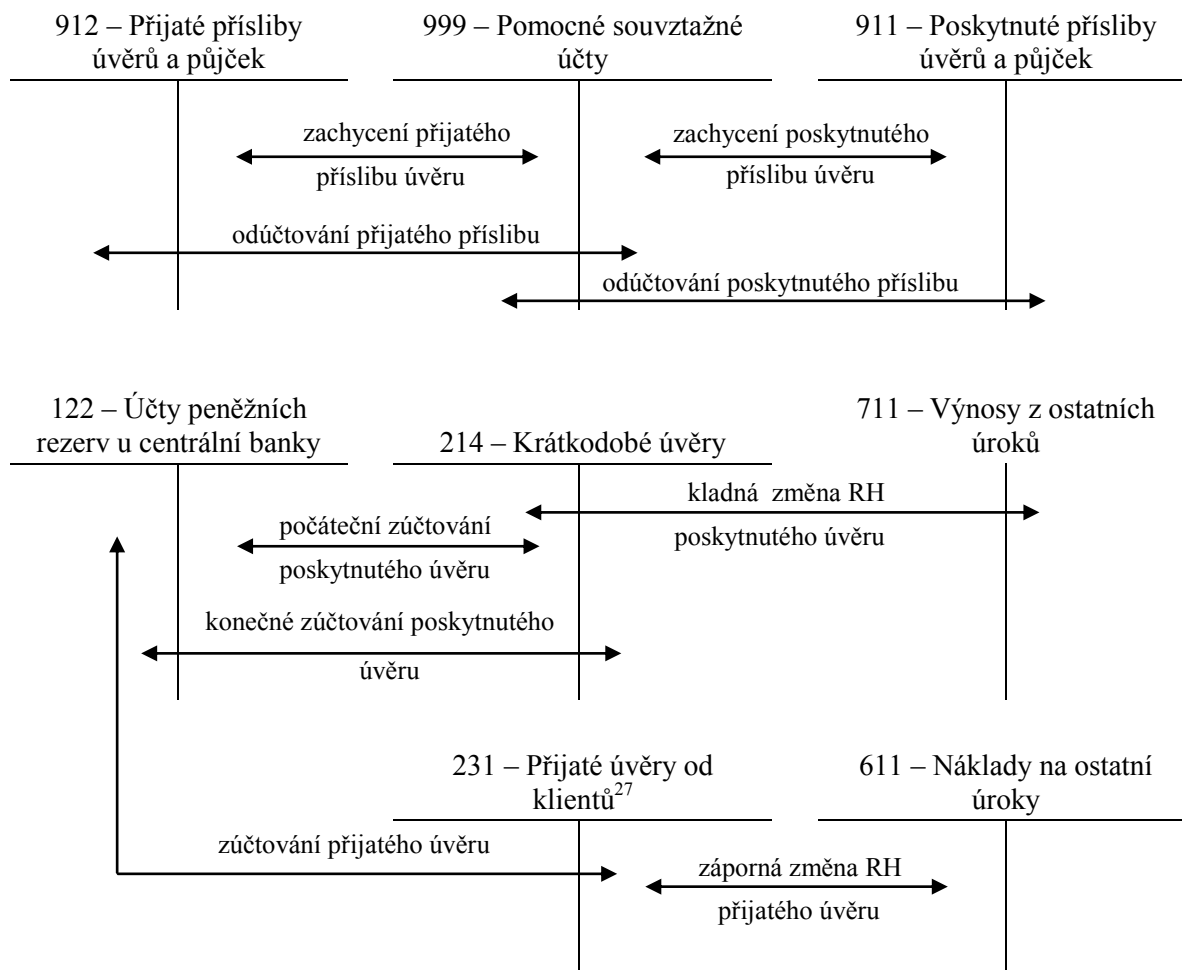 912 – Přijaté přísliby
úvěrů a půjček
999 – Pomocné souvztažné
účty
911 – Poskytnuté přísliby
úvěrů a půjček
zachycení přijatého
příslibu úvěru
zachycení poskytnutého
příslibu úvěru
odúčtování přijatého příslibu
odúčtování poskytnutého příslibu
122 – Účty peněžních
rezerv u centrální banky
214 – Krátkodobé úvěry
711 – Výnosy z ostatních
úroků
kladná změna RH
poskytnutého úvěru
počáteční zúčtování
poskytnutého úvěru
konečné zúčtování poskytnutého
úvěru
231 – Přijaté úvěry od
klientů27
611 – Náklady na ostatní
úroky
zúčtování přijatého úvěru
záporná změna RH
přijatého úvěru